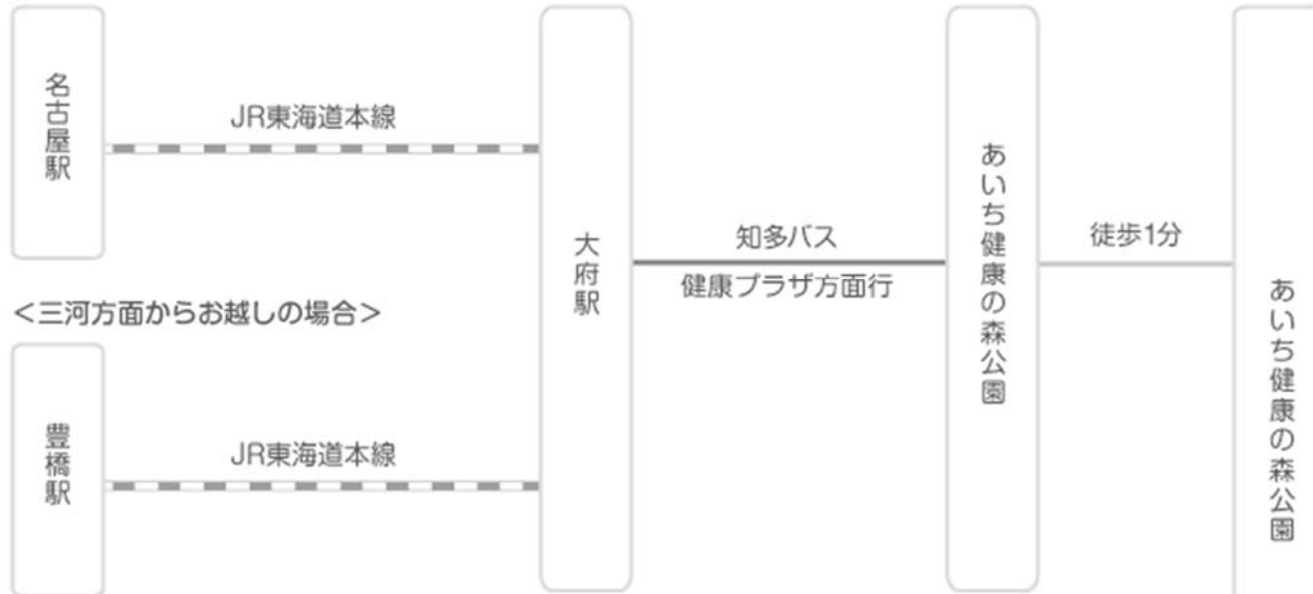 名古屋駅
JR東海道本線
<三河方面からお越しの場合>
豊橋駅
JR東海道本線
大府駅
知多バス
健康プラザ方面行
あいち健康の森公園
徒歩1分
あいち健康の森公園